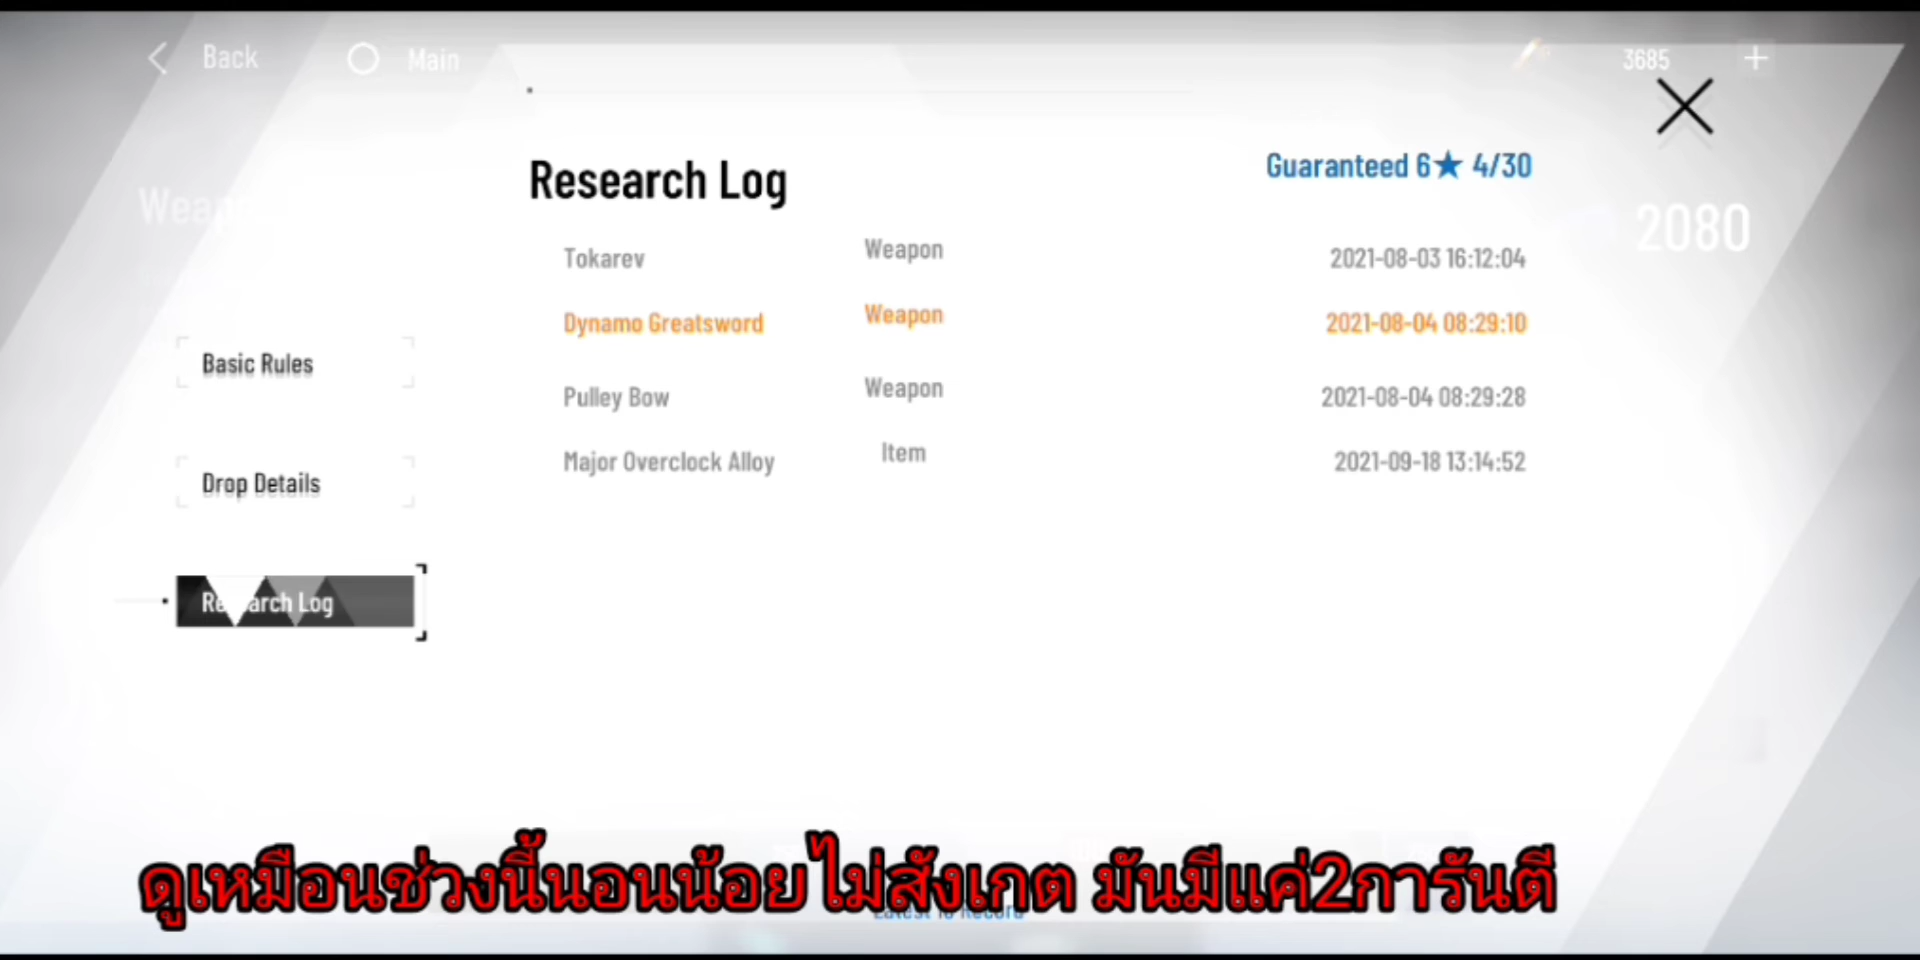 Back
Main
3685
Research Log
Guaranteed 6★ 4/30
2080
Tokarev Weapon 2021-08-03 16:12:04
Dynamo Greatsword Weapon 2021-08-04 08:29:10
Pulley Bow Weapon 2021-08-04 08:29:28
Major Overclock Alloy Item 2021-09-18 13:14:52
Basic Rules
Drop Details
Research Log
ดูเหมือนช่วงนี้นอนน้อยไม่สังเกต มันมีแค่2การันตี
Latest 10 Record